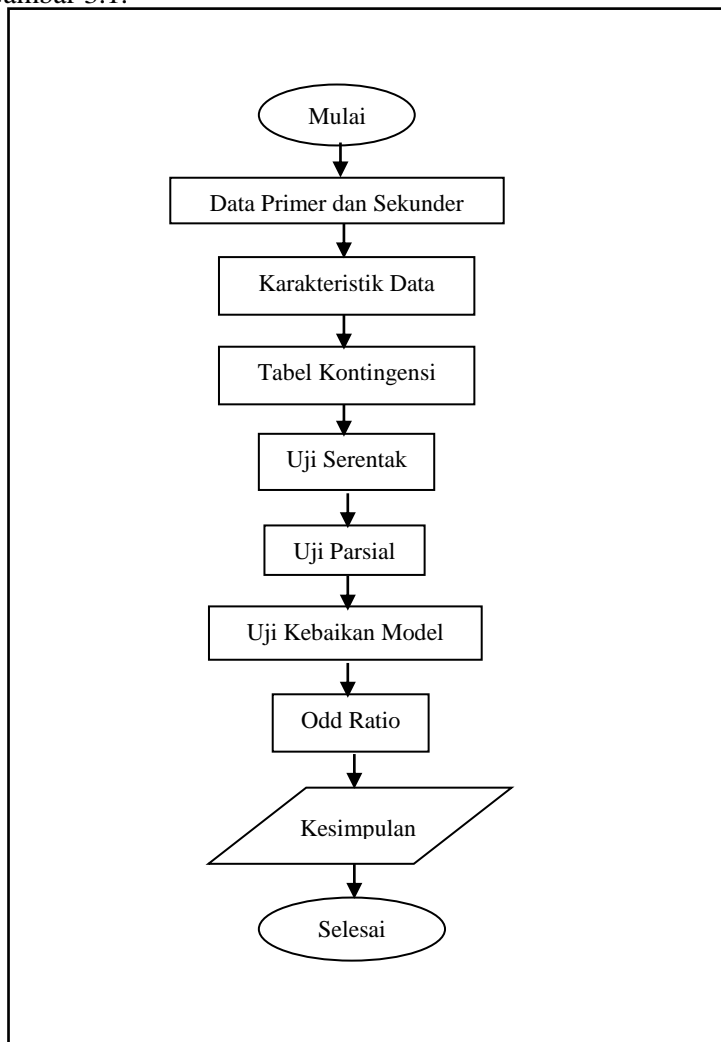 Gambar 3.1.
Mulai
Data Primer dan Sekunder
Karakteristik Data
Tabel Kontingensi
Uji Serentak
Uji Parsial
Uji Kebaikan Model
Odd Ratio
Kesimpulan
Selesai